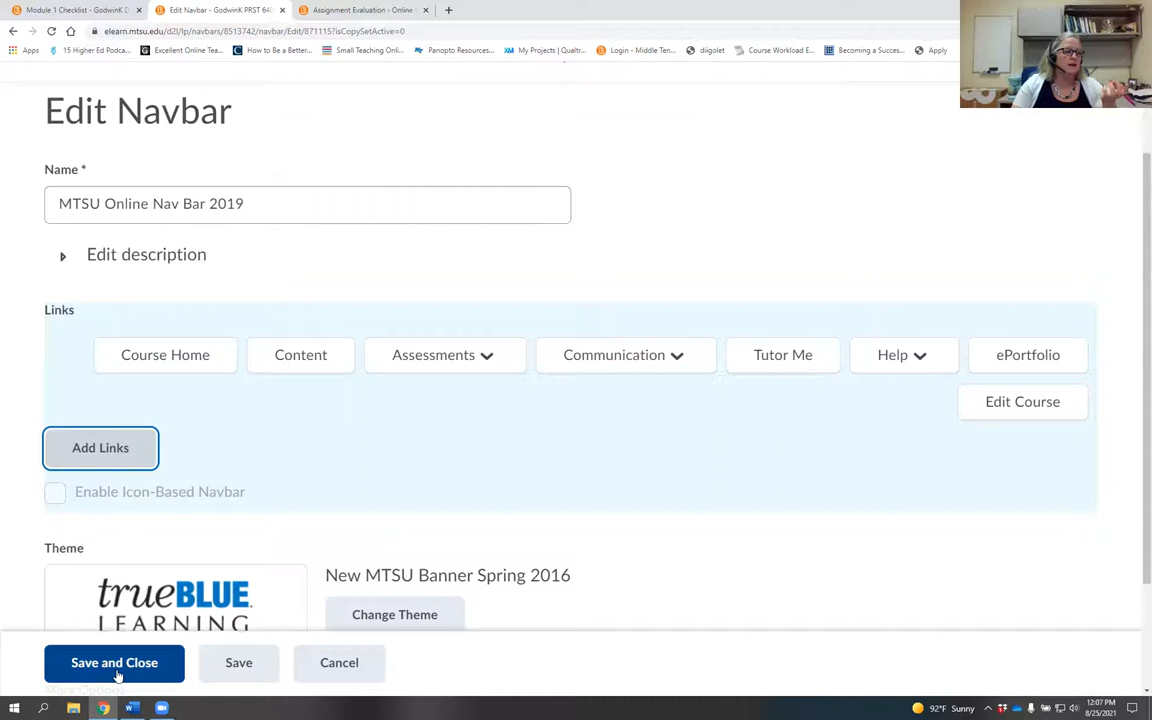 Module 1 Checklist - GodwinK D
Edit Navbar - GodwinK PRST 640
Assignment Evaluation - Online
elearn.mtsu.edu/d2l/lp/navbars/8513742/navbar/Edit/871115?isCopySetActive=0
Apps
15 Higher Ed Podca...
Excellent Online Tea...
How to Be a Better...
Small Teaching Onli...
Panopto Resources...
My Projects | Qualtr...
Login - Middle Ten...
diigolet
Course Workload E...
Becoming a Succes...
Apply
Edit Navbar
Name *
MTSU Online Nav Bar 2019
Edit description
Links
Course Home
Content
Assessments
Communication
Tutor Me
Help
ePortfolio
Edit Course
Add Links
Enable Icon-Based Navbar
Theme
trueBLUE
LEARNING
New MTSU Banner Spring 2016
Change Theme
Save and Close
Save
Cancel
More Options
92°F Sunny
12:07 PM
8/25/2021